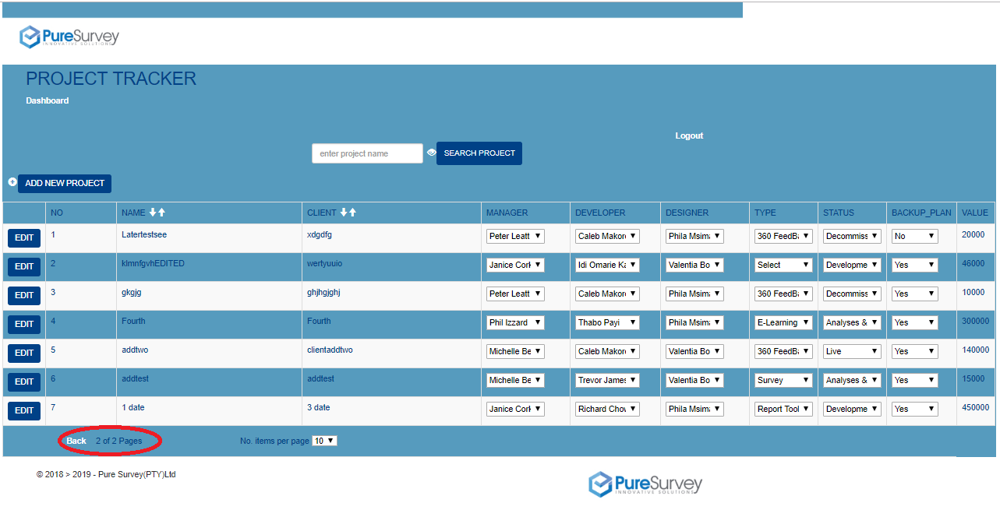 PureSurvey
INNOVATIVE SOLUTIONS
PROJECT TRACKER
Dashboard
Logout
enter project name SEARCH PROJECT
ADD NEW PROJECT
NO NAME CLIENT MANAGER DEVELOPER DESIGNER TYPE STATUS BACKUP_PLAN VALUE
EDIT 1 Latertestsee xdgdfg Peter Leatt Caleb Makor Phila Msim 360 FeedB Decommiss No 20000
EDIT 2 klmnfgvhEDITED wertyuuio Janice Cork Idi Omarie Ka Valentia Bo Select Developme Yes 46000
EDIT 3 gkgjg ghjhgjghj Peter Leatt Caleb Makor Phila Msim 360 FeedB Decommiss Yes 10000
EDIT 4 Fourth Fourth Phil Izzard Thabo Payi Phila Msim E-Learning Analyses & Yes 300000
EDIT 5 addtwo clientaddtwo Michelle Be Caleb Makor Valentia Bo 360 FeedB Live Yes 140000
EDIT 6 addtest addtest Michelle Be Trevor James Valentia Bo Survey Analyses & Yes 15000
EDIT 7 1 date 3 date Janice Cork Richard Cho Phila Msim Report Tool Developme Yes 450000
Back 2 of 2 Pages No. items per page 10
© 2018 > 2019 - Pure Survey(PTY)Ltd
PureSurvey
INNOVATIVE SOLUTIONS